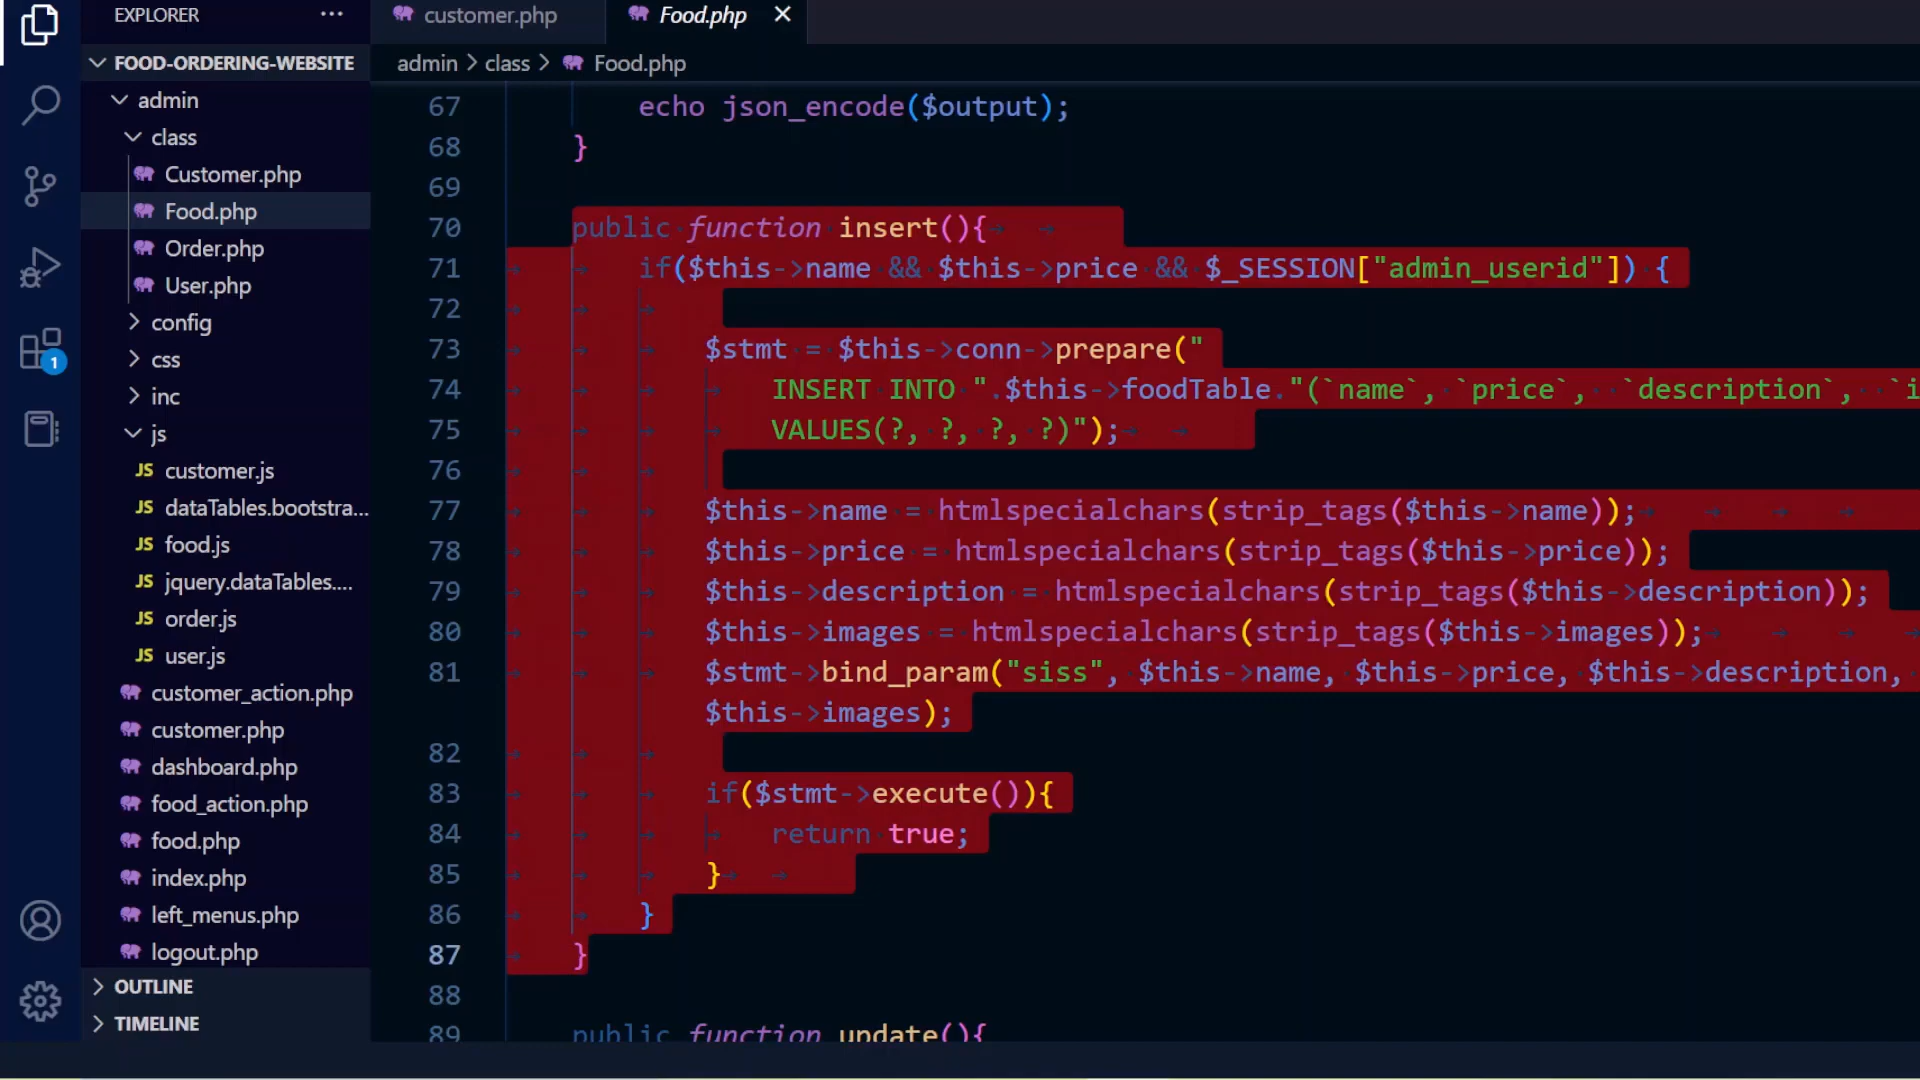 EXPLORER
customer.php
Food.php
FOOD-ORDERING-WEBSITE
admin > class > Food.php
admin
class
Customer.php
Food.php
Order.php
User.php
config
css
inc
js
JS customer.js
JS dataTables.bootstra...
JS food.js
JS jquery.dataTables....
JS order.js
JS user.js
customer_action.php
customer.php
dashboard.php
food_action.php
food.php
index.php
left_menus.php
logout.php
OUTLINE
TIMELINE
1
67 echo json_encode($output);
68 }
69
70 public function insert(){
71 if($this->name && $this->price && $_SESSION["admin_userid"]) {
72
73 $stmt = $this->conn->prepare("
74 INSERT INTO ".$this->foodTable."(`name`, `price`, `description`, `i
75 VALUES(?, ?, ?, ?)");
76
77 $this->name = htmlspecialchars(strip_tags($this->name));
78 $this->price = htmlspecialchars(strip_tags($this->price));
79 $this->description = htmlspecialchars(strip_tags($this->description));
80 $this->images = htmlspecialchars(strip_tags($this->images));
81 $stmt->bind_param("siss", $this->name, $this->price, $this->description,
$this->images);
82
83 if($stmt->execute()){
84 return true;
85 }
86 }
87 }
88
89 public function update(){